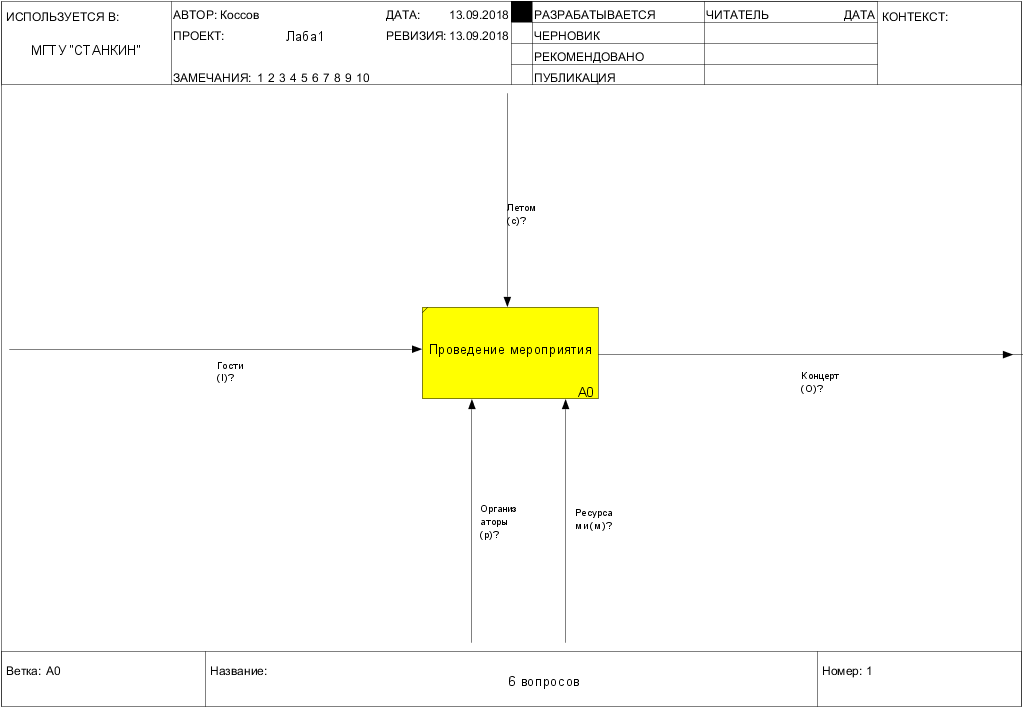 ИСПОЛЬЗУЕТСЯ В:
МГТУ "СТАНКИН"
АВТОР: Коссов
ДАТА: 13.09.2018
ПРОЕКТ: Лаба1
РЕВИЗИЯ: 13.09.2018
ЗАМЕЧАНИЯ: 1 2 3 4 5 6 7 8 9 10
РАЗРАБАТЫВАЕТСЯ
ЧЕРНОВИК
РЕКОМЕНДОВАНО
ПУБЛИКАЦИЯ
ЧИТАТЕЛЬ ДАТА
КОНТЕКСТ:
Летом
(с)?
Проведение мероприятия
A0
Гости
(I)?
Концерт
(O)?
Организ
аторы
(р)?
Ресурса
ми(м)?
Ветка: A0
Название:
6 вопросов
Номер: 1